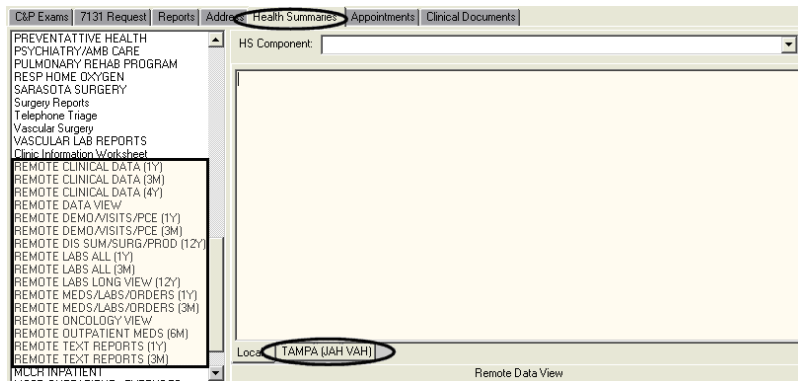 C&P Exams 7131 Request Reports Addre Health Summaries Appointments Clinical Documents
PREVENTATTIVE HEALTH
HS Component:
PSYCHIATRY/AMB CARE
PULMONARY REHAB PROGRAM
RESP HOME OXYGEN
SARASOTA SURGERY
Surgery Reports
Telephone Triage
Vascular Surgery
VASCULAR LAB REPORTS
Clinic Information Worksheet
REMOTE CLINICAL DATA (1Y)
REMOTE CLINICAL DATA (3M)
REMOTE CLINICAL DATA (4Y)
REMOTE DATA VIEW
REMOTE DEMO/VISITS/PCE (1Y)
REMOTE DEMO/VISITS/PCE (3M)
REMOTE DIS SUM/SURG/PROD (12Y)
REMOTE LABS ALL (1Y)
REMOTE LABS ALL (3M)
REMOTE LABS LONG VIEW (12Y)
REMOTE MEDS/LABS/ORDERS (1Y)
REMOTE MEDS/LABS/ORDERS (3M)
REMOTE ONCOLOGY VIEW
REMOTE OUTPATIENT MEDS (6M)
REMOTE TEXT REPORTS (1Y)
REMOTE TEXT REPORTS (3M)
MCCR INPATIENT
Local TAMPA (JAH VAH)
Remote Data View